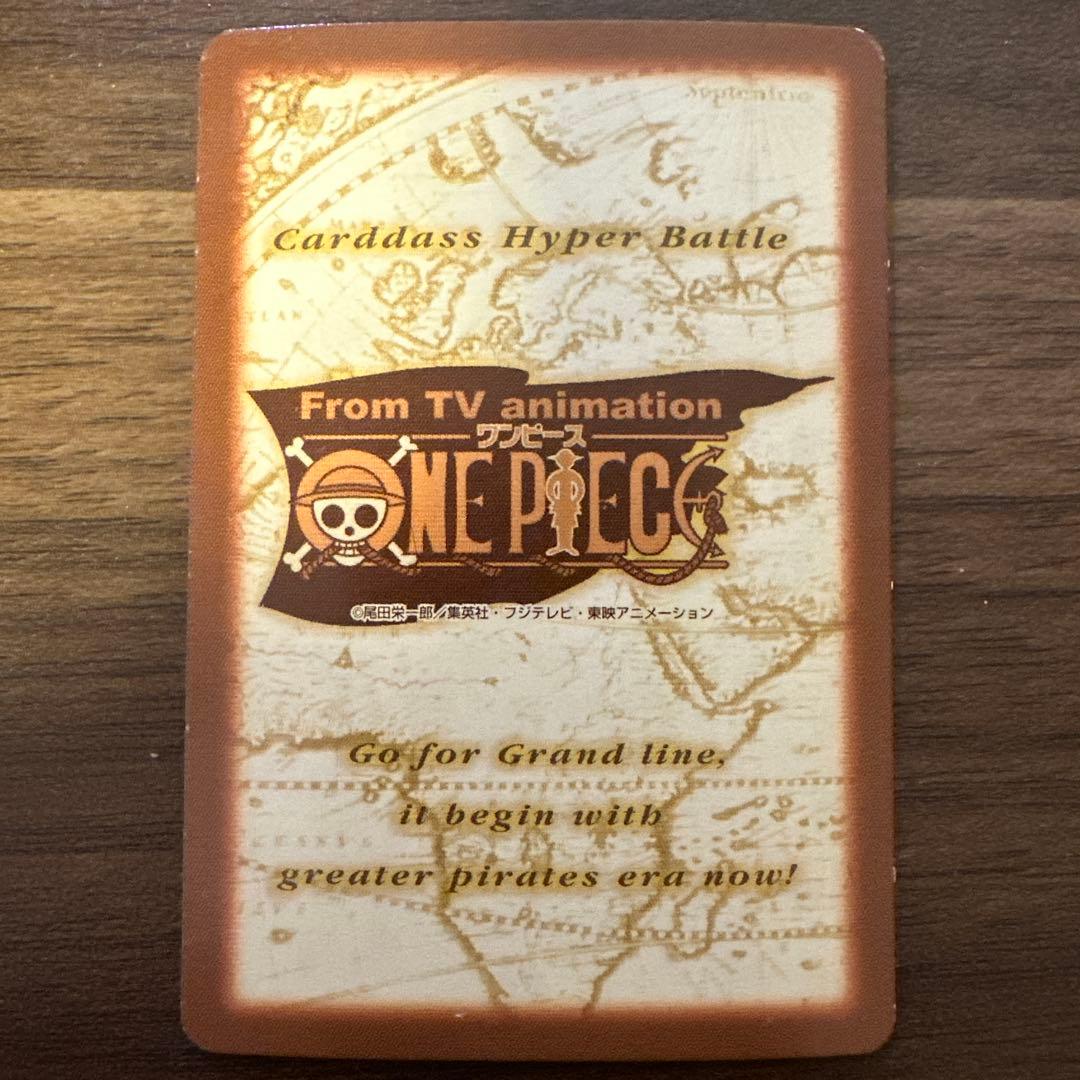 Septentrio
Carddass Hyper Battle
From TV animation
ワンピース
ONE PIECE
©尾田栄一郎/集英社・フジテレビ・東映アニメーション
Go for Grand line,
it begin with
greater pirates era now!